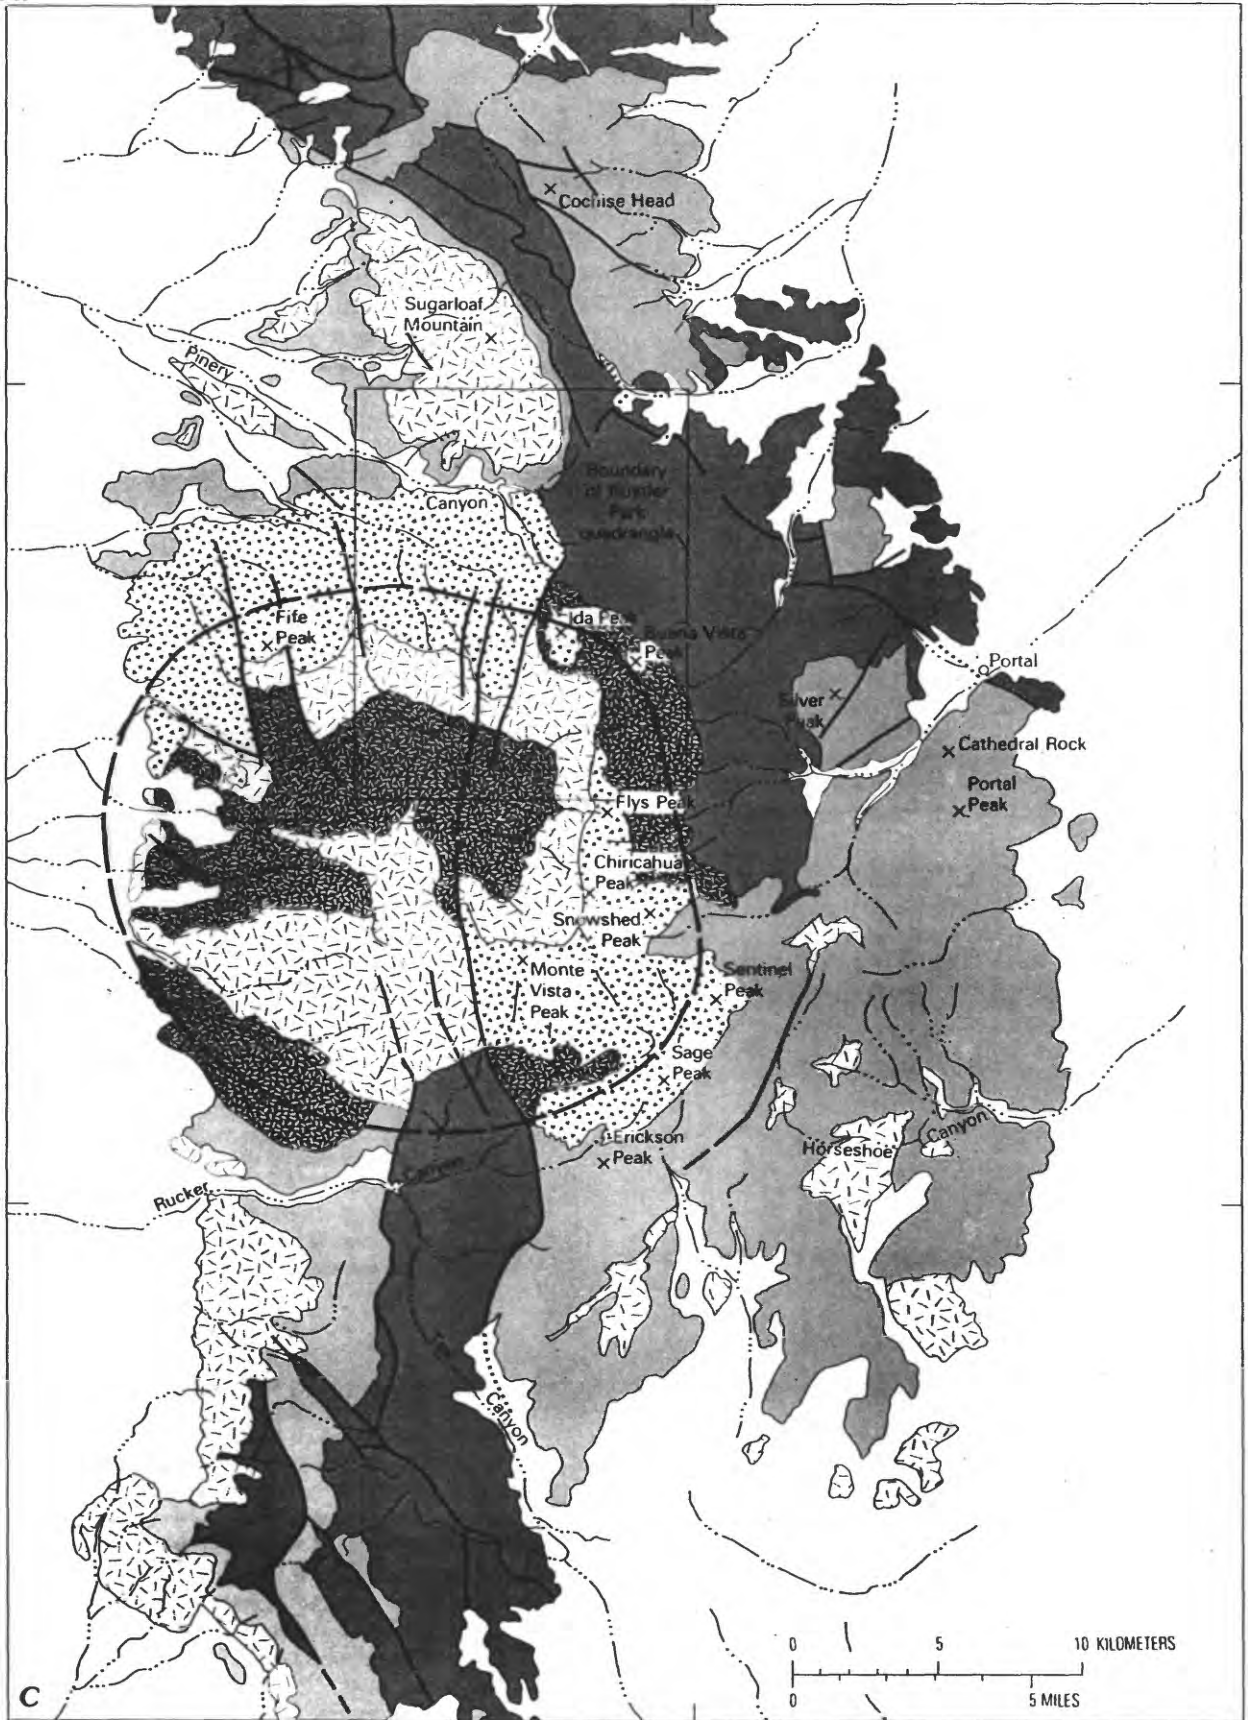 Cochise Head
Sugarloaf
Mountain
Pinery
Boundary
of Rustler
Park
quadrangle
Canyon
Fife
Peak
Ida Peak
Buena Vista
Peak
Portal
Silver
Peak
Cathedral Rock
Portal
Peak
Flys Peak
Chiricahua
Peak
Snowshed
Peak
Monte
Vista
Peak
Sentinel
Peak
Sage
Peak
Erickson
Peak
Horseshoe
Canyon
Rucker
Canyon
Canyon
0 5 10 KILOMETERS
0 5 MILES
C